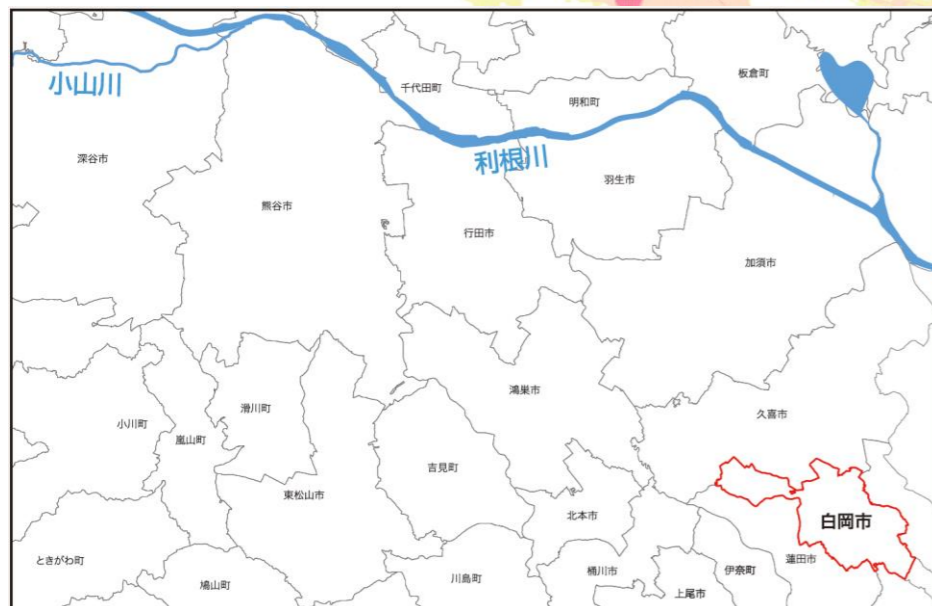 板倉町
小山川
千代田町
明和町
深谷市
利根川
羽生市
熊谷市
行田市
加須市
鴻巣市
滑川町
久喜市
小川町
嵐山町
吉見町
東松山市
北本市
白岡市
ときがわ町
蓮田市
伊奈町
桶川市
川島町
鳩山町
上尾市